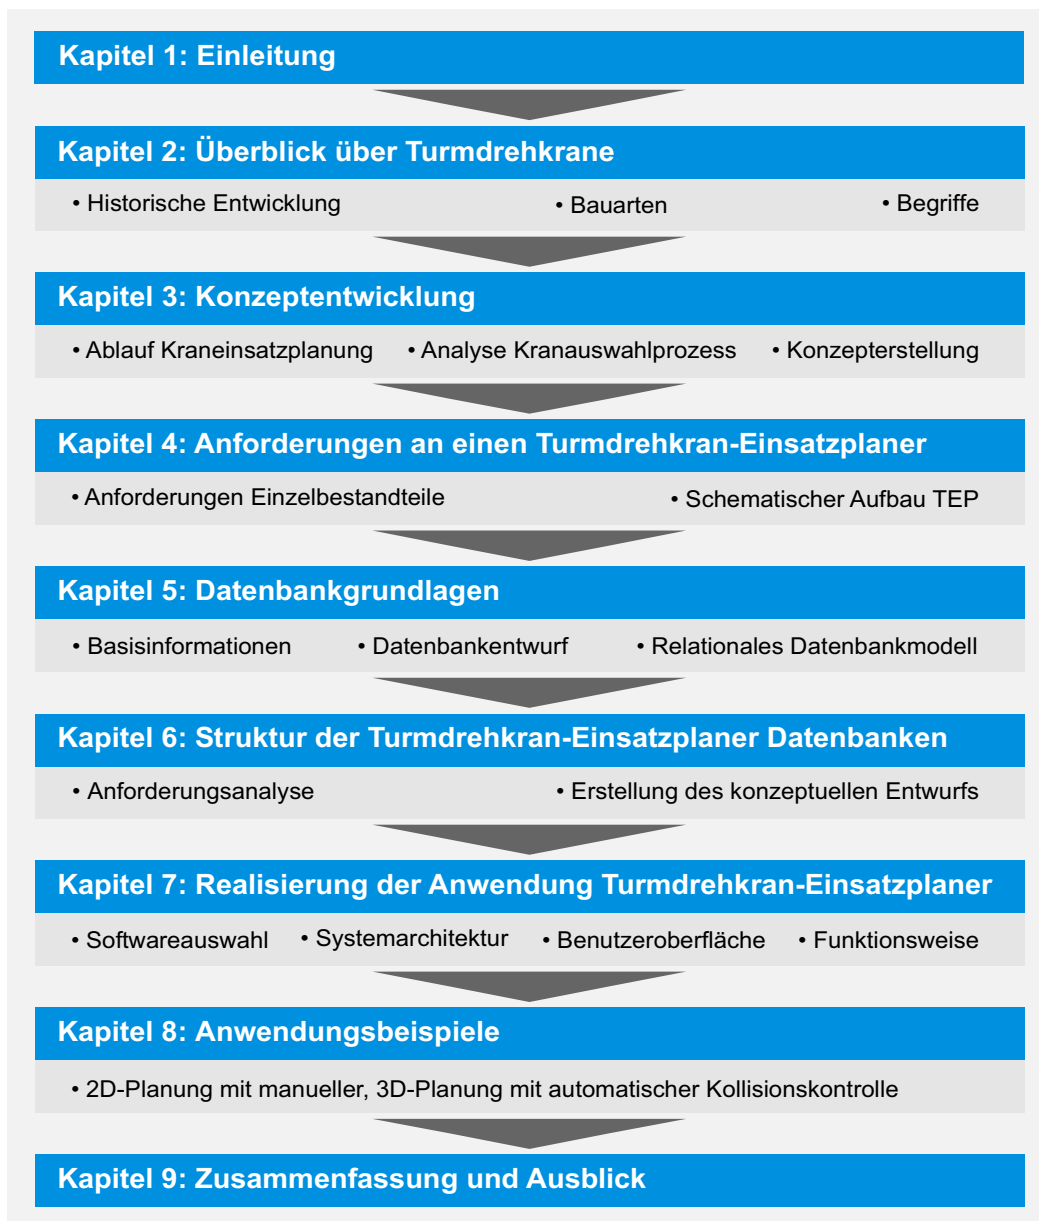 Kapitel 1: Einleitung
Kapitel 2: Überblick über Turmdrehkrane
• Historische Entwicklung • Bauarten • Begriffe
Kapitel 3: Konzeptentwicklung
• Ablauf Kraneinsatzplanung • Analyse Kranauswahlprozess • Konzepterstellung
Kapitel 4: Anforderungen an einen Turmdrehkran-Einsatzplaner
• Anforderungen Einzelbestandteile • Schematischer Aufbau TEP
Kapitel 5: Datenbankgrundlagen
• Basisinformationen • Datenbankentwurf • Relationales Datenbankmodell
Kapitel 6: Struktur der Turmdrehkran-Einsatzplaner Datenbanken
• Anforderungsanalyse • Erstellung des konzeptuellen Entwurfs
Kapitel 7: Realisierung der Anwendung Turmdrehkran-Einsatzplaner
• Softwareauswahl • Systemarchitektur • Benutzeroberfläche • Funktionsweise
Kapitel 8: Anwendungsbeispiele
• 2D-Planung mit manueller, 3D-Planung mit automatischer Kollisionskontrolle
Kapitel 9: Zusammenfassung und Ausblick